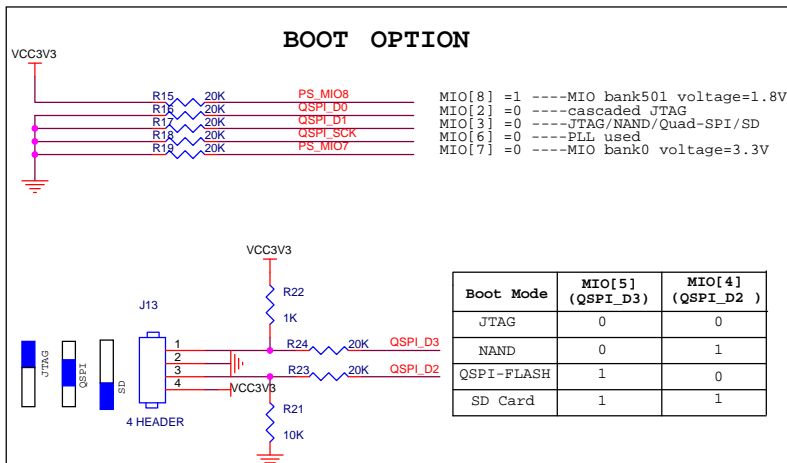 BOOT OPTION
VCC3V3
R15 20K PS_MIO8 MIO[8] =1 ----MIO bank501 voltage=1.8V
R16 20K QSPI_D0 MIO[2] =0 ----cascaded JTAG
R17 20K QSPI_D1 MIO[3] =0 ----JTAG/NAND/Quad-SPI/SD
R18 20K QSPI_SCK MIO[6] =0 ----PLL used
R19 20K PS_MIO7 MIO[7] =0 ----MIO bank0 voltage=3.3V
VCC3V3
R22
1K
J13
JTAG
QSPI
SD
1 R24 20K QSPI_D3
2
3 R23 20K QSPI_D2
4 VCC3V3
R21
10K
4 HEADER
Boot Mode MIO[5] (QSPI_D3) MIO[4] (QSPI_D2 )
JTAG 0 0
NAND 0 1
QSPI-FLASH 1 0
SD Card 1 1